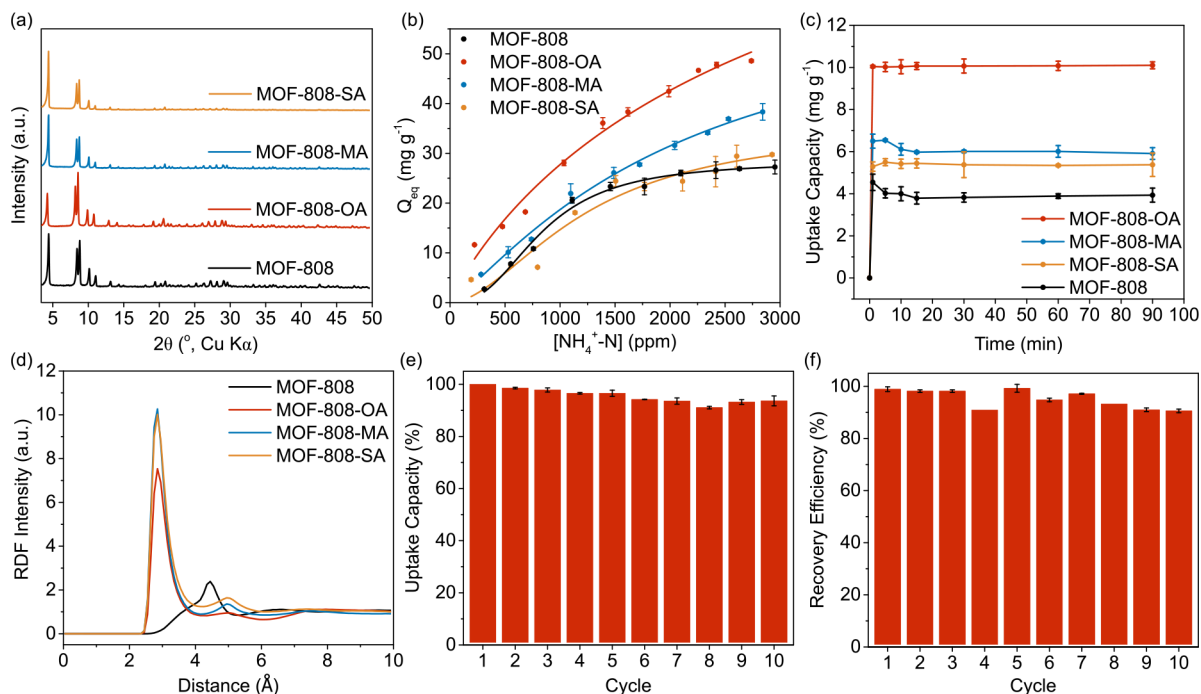 (a)
Intensity (a.u.)
MOF-808-SA
MOF-808-MA
MOF-808-OA
MOF-808
5 10 15 20 25 30 35 40 45 50
2θ (°, Cu Kα)
(b)
Qeq (mg g-1)
50
40
30
20
10
0
MOF-808
MOF-808-OA
MOF-808-MA
MOF-808-SA
0 500 1000 1500 2000 2500 3000
[NH4+-N] (ppm)
(c)
Uptake Capacity (mg g-1)
12
10
8
6
4
2
0
MOF-808-OA
MOF-808-MA
MOF-808-SA
MOF-808
0 10 20 30 40 50 60 70 80 90 100
Time (min)
(d)
RDF Intensity (a.u.)
12
10
8
6
4
2
0
MOF-808
MOF-808-OA
MOF-808-MA
MOF-808-SA
0 2 4 6 8 10
Distance (Å)
(e)
Uptake Capacity (%)
100
80
60
40
20
0
1 2 3 4 5 6 7 8 9 10
Cycle
(f)
Recovery Efficiency (%)
100
80
60
40
20
0
1 2 3 4 5 6 7 8 9 10
Cycle